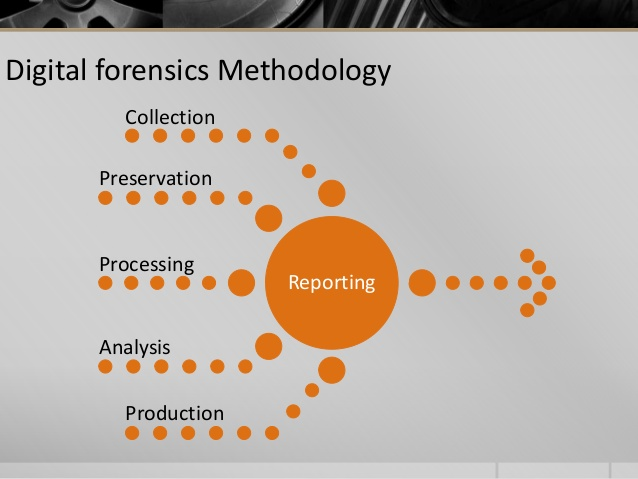 Digital forensics Methodology
Collection
Preservation
Processing
Reporting
Analysis
Production